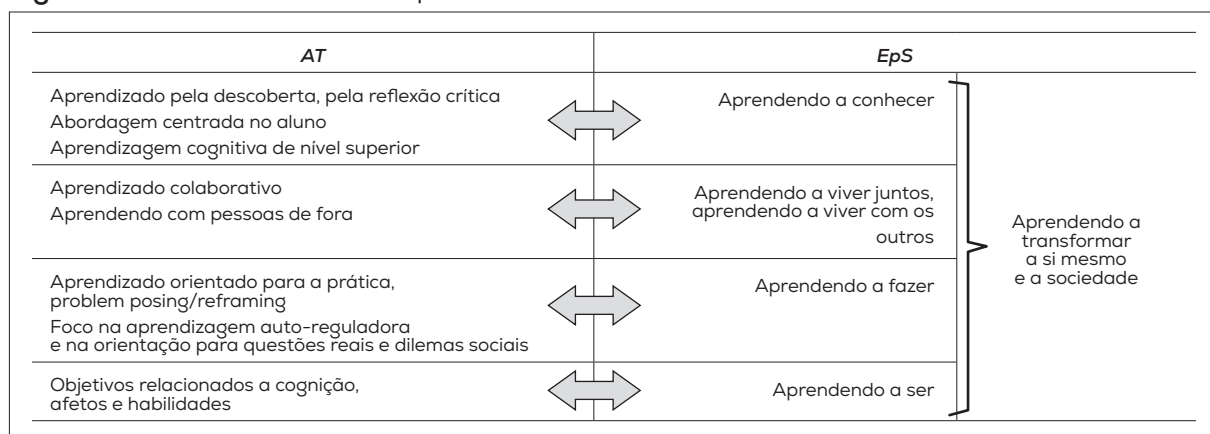 AT
EpS
Aprendizado pela descoberta, pela reflexão crítica
Abordagem centrada no aluno
Aprendizagem cognitiva de nível superior
Aprendendo a conhecer
Aprendizado colaborativo
Aprendendo com pessoas de fora
Aprendendo a viver juntos,
aprendendo a viver com os
outros
Aprendizado orientado para a prática,
problem posing/reframing
Foco na aprendizagem auto-reguladora
e na orientação para questões reais e dilemas sociais
Aprendendo a fazer
Objetivos relacionados a cognição,
afetos e habilidades
Aprendendo a ser
Aprendendo a
transformar
a si mesmo
e a sociedade